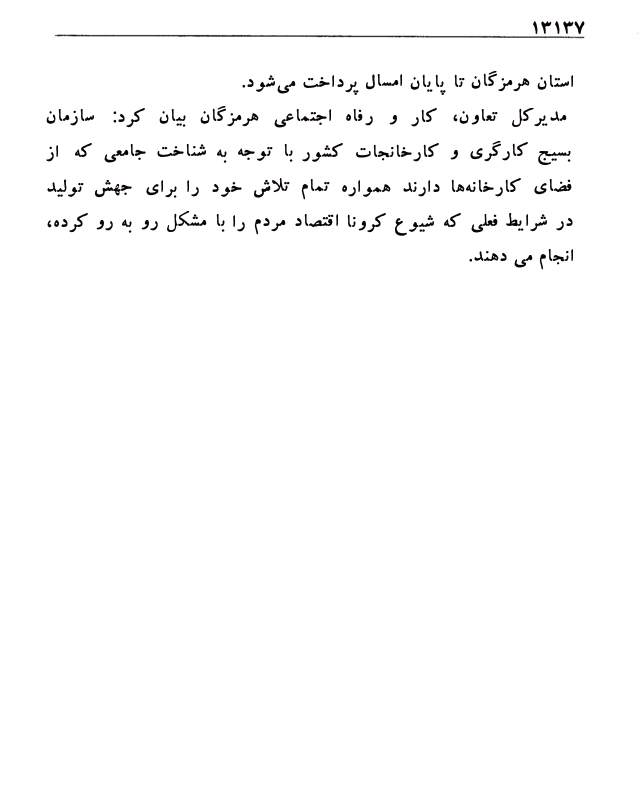 ۱۳۱۳۷
استان هرمزگان تا پایان امسال پرداخت می‌شود.
مدیرکل تعاون، کار و رفاه اجتماعی هرمزگان بیان کرد: سازمان
بسیج کارگری و کارخانجات کشور با توجه به شناخت جامعی که از
فضای کارخانه‌ها دارند همواره تمام تلاش خود را برای جهش تولید
در شرایط فعلی که شیوع کرونا اقتصاد مردم را با مشکل رو به رو کرده،
انجام می دهند.